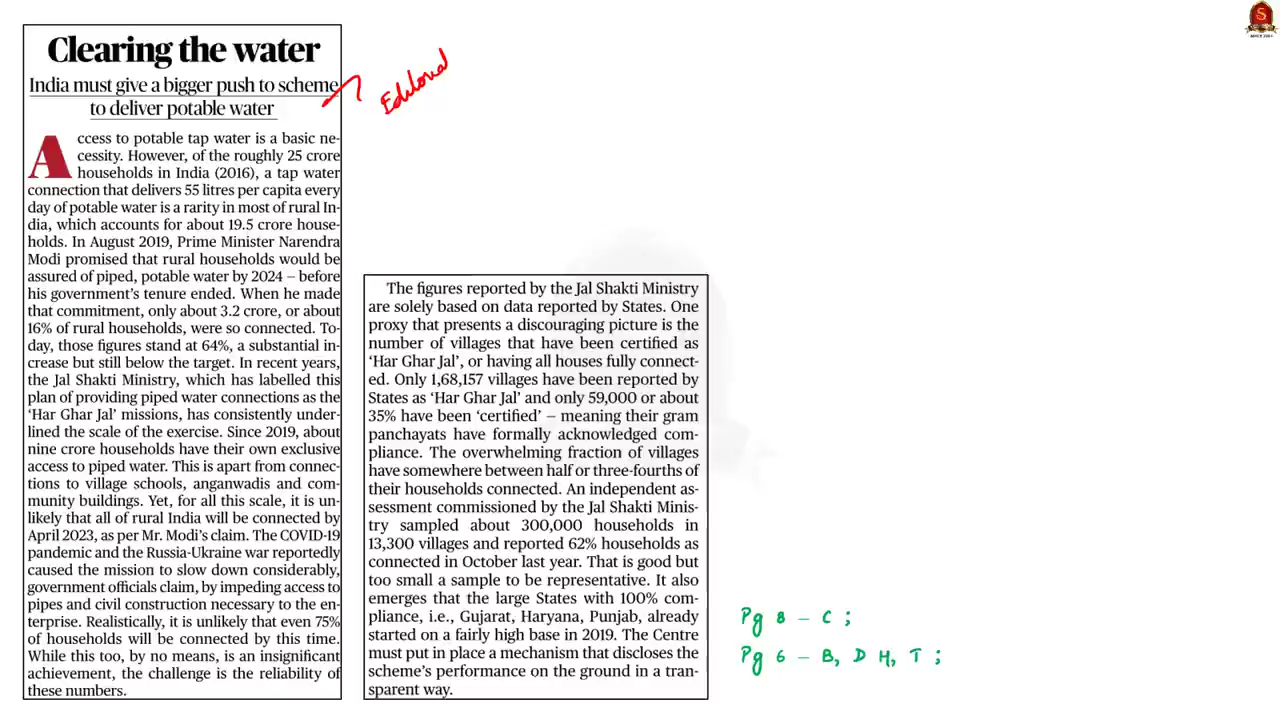 Clearing the water
India must give a bigger push to scheme
to deliver potable water
Editorial
Access to potable tap water is a basic ne-
cessity. However, of the roughly 25 crore
households in India (2016), a tap water
connection that delivers 55 litres per capita every
day of potable water is a rarity in most of rural In-
dia, which accounts for about 19.5 crore house-
holds. In August 2019, Prime Minister Narendra
Modi promised that rural households would be
assured of piped, potable water by 2024 — before
his government's tenure ended. When he made
that commitment, only about 3.2 crore, or about
16% of rural households, were so connected. To-
day, those figures stand at 64%, a substantial in-
crease but still below the target. In recent years,
the Jal Shakti Ministry, which has labelled this
plan of providing piped water connections as the
'Har Ghar Jal' missions, has consistently under-
lined the scale of the exercise. Since 2019, about
nine crore households have their own exclusive
access to piped water. This is apart from connec-
tions to village schools, anganwadis and com-
munity buildings. Yet, for all this scale, it is un-
likely that all of rural India will be connected by
April 2023, as per Mr. Modi's claim. The COVID-19
pandemic and the Russia-Ukraine war reportedly
caused the mission to slow down considerably,
government officials claim, by impeding access to
pipes and civil construction necessary to the en-
terprise. Realistically, it is unlikely that even 75%
of households will be connected by this time.
While this too, by no means, is an insignificant
achievement, the challenge is the reliability of
these numbers.
The figures reported by the Jal Shakti Ministry
are solely based on data reported by States. One
proxy that presents a discouraging picture is the
number of villages that have been certified as
'Har Ghar Jal', or having all houses fully connect-
ed. Only 1,68,157 villages have been reported by
States as 'Har Ghar Jal' and only 59,000 or about
35% have been 'certified' — meaning their gram
panchayats have formally acknowledged com-
pliance. The overwhelming fraction of villages
have somewhere between half or three-fourths of
their households connected. An independent as-
sessment commissioned by the Jal Shakti Minis-
try sampled about 300,000 households in
13,300 villages and reported 62% households as
connected in October last year. That is good but
too small a sample to be representative. It also
emerges that the large States with 100% com-
pliance, i.e., Gujarat, Haryana, Punjab, already
started on a fairly high base in 2019. The Centre
must put in place a mechanism that discloses the
scheme's performance on the ground in a tran-
sparent way.
Pg 8 - C ;
Pg 6 - B, D H, T ;